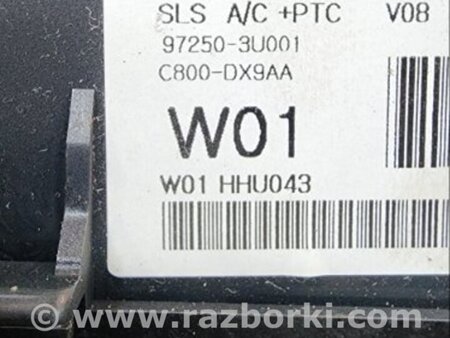 SLS A/C +PTC V08
97250-3U001
C800-DX9AA
W01
W01 HHU043
www.razborki.com